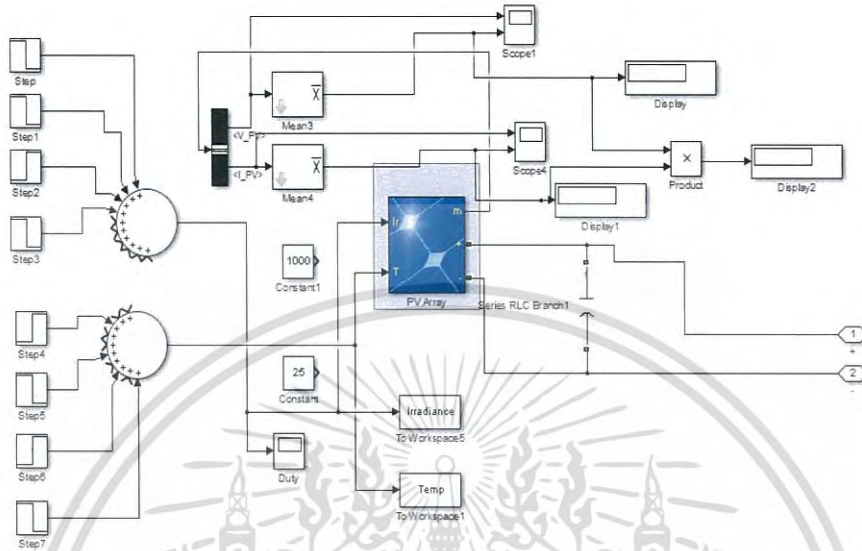 Step
Step1
Step2
Step3
Step4
Step5
Step6
Step7
Scope1
Mean3
<V_PV>
Mean4
<I_PV>
Scope4
Display
Product
Display2
Display1
Ir
T
m
+
-
PV Array
1000
Constant1
25
Constant
Series RLC Branch1
1
+
2
-
Irradiance
To Workspace5
Duty
Temp
To Workspace1